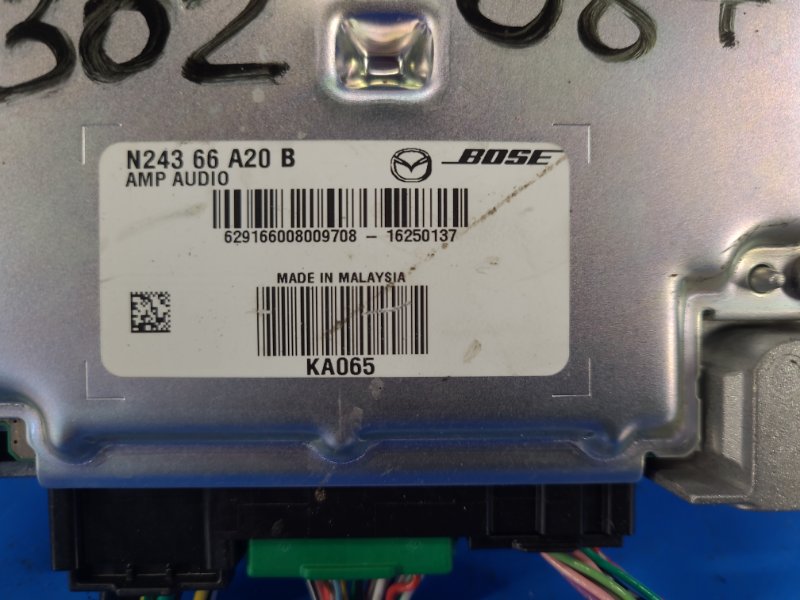 N243 66 A20 B
BOSE
AMP AUDIO
629166008009708 - 16250137
MADE IN MALAYSIA
KA065